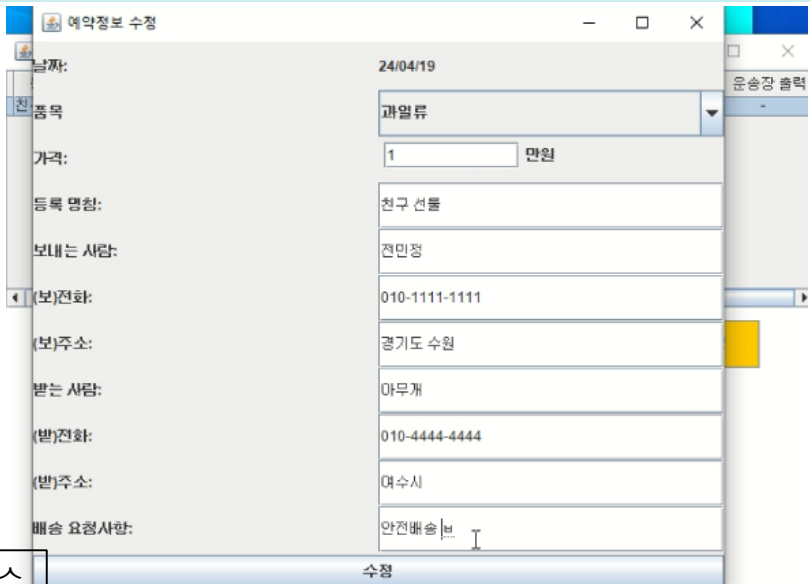 예약정보 수정
날짜: 24/04/19
운송장 출력
품목 과일류
친
-
가격: 1 만원
등록 명칭: 친구 선물
보내는 사람: 전민정
(보)전화: 010-1111-1111
(보)주소: 경기도 수원
받는 사람: 아무개
(받)전화: 010-4444-4444
(받)주소: 여수시
배송 요청사항: 안전배송 브
수정